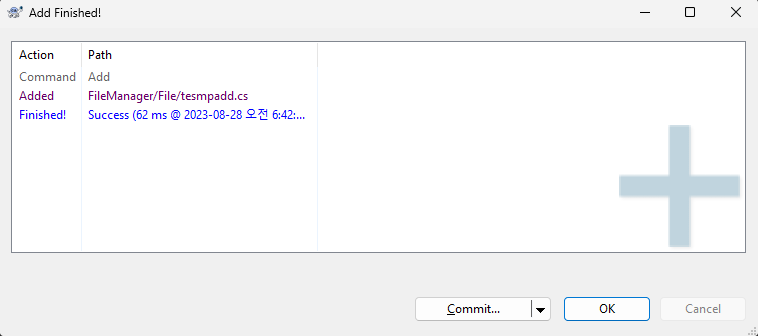 Add Finished!
Action Path
Command Add
Added FileManager/File/tesmpadd.cs
Finished! Success (62 ms @ 2023-08-28 오전 6:42:...
Commit... OK Cancel